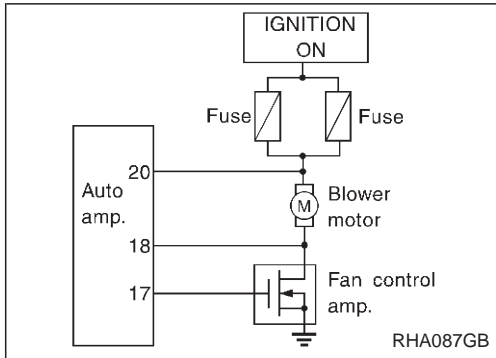 IGNITION
ON
Fuse
Fuse
20
Auto
amp.
Blower
motor
M
18
17
Fan control
amp.
RHA087GB